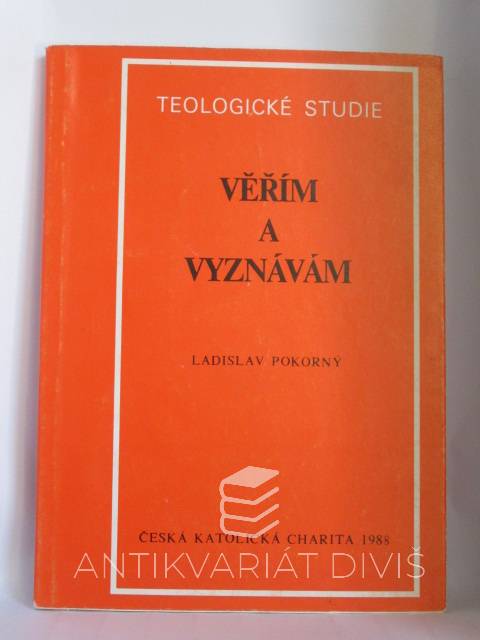 TEOLOGICKÉ STUDIE
VĚŘÍM
A
VYZNÁVÁM
LADISLAV POKORNÝ
ČESKÁ KATOLICKÁ CHARITA 1988
ANTIKVARIÁT DIVIŠ